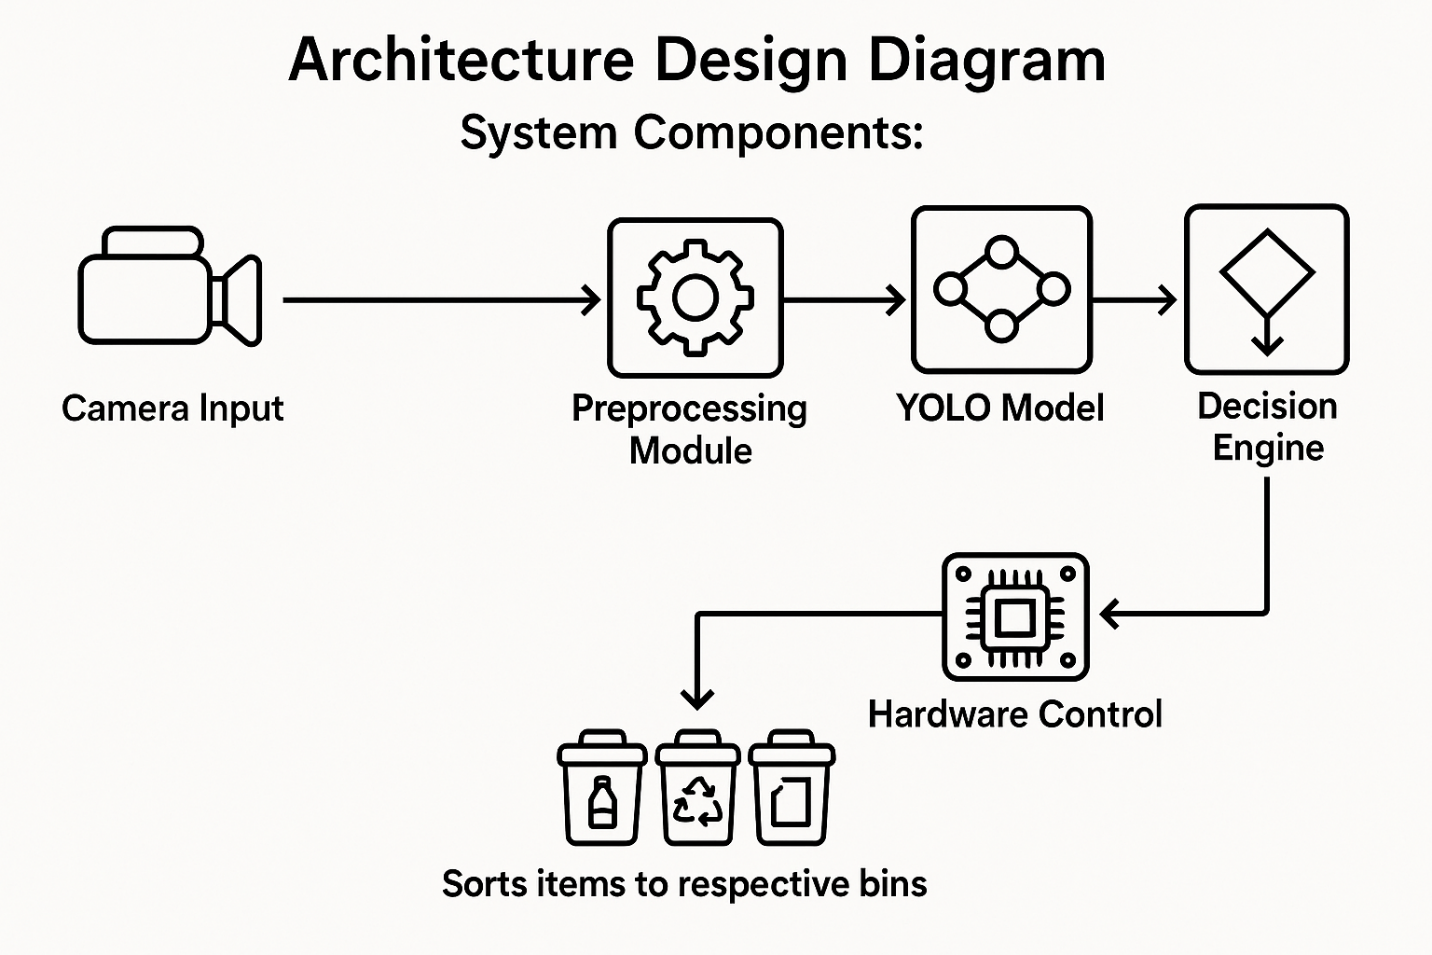 Architecture Design Diagram
System Components:
Camera Input
Preprocessing
Module
YOLO Model
Decision
Engine
Hardware Control
Sorts items to respective bins